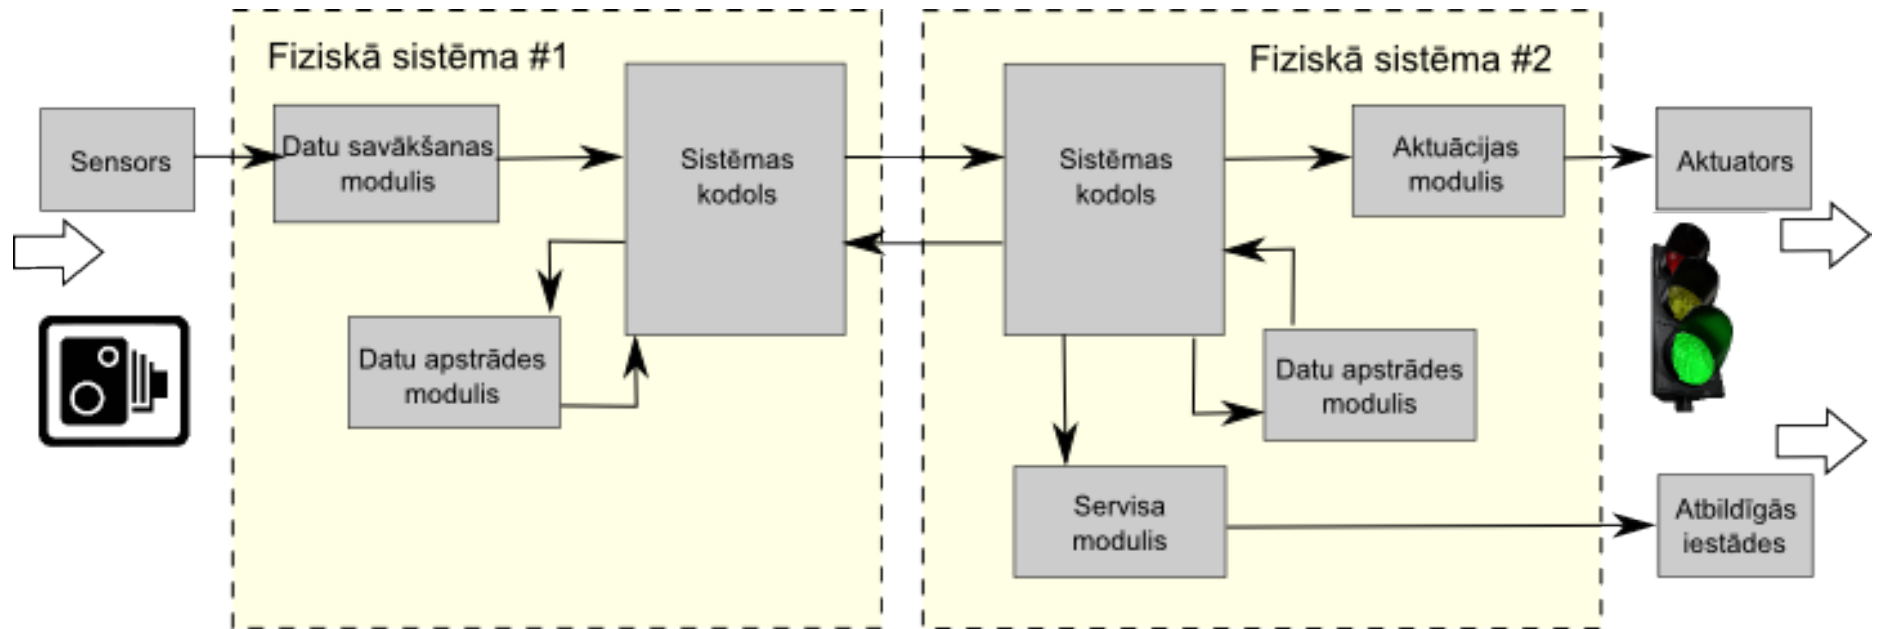 Fiziskā sistēma #1
Fiziskā sistēma #2
Sensors
Datu savākšanas
modulis
Sistēmas
kodols
Sistēmas
kodols
Aktuācijas
modulis
Aktuators
Datu apstrādes
modulis
Datu apstrādes
modulis
Servisa
modulis
Atbildīgās
iestādes